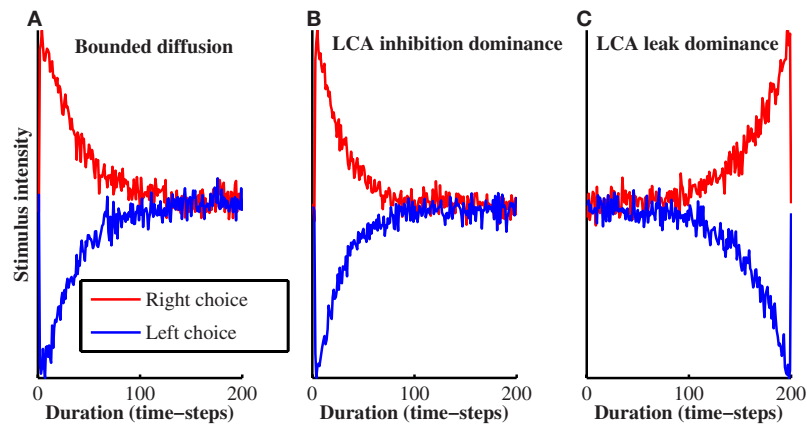 A
Bounded diffusion
B
LCA inhibition dominance
C
LCA leak dominance
Stimulus intensity
Right choice
Left choice
0 100 200
Duration (time−steps)
0 100 200
Duration (time−steps)
0 100 200
Duration (time−steps)